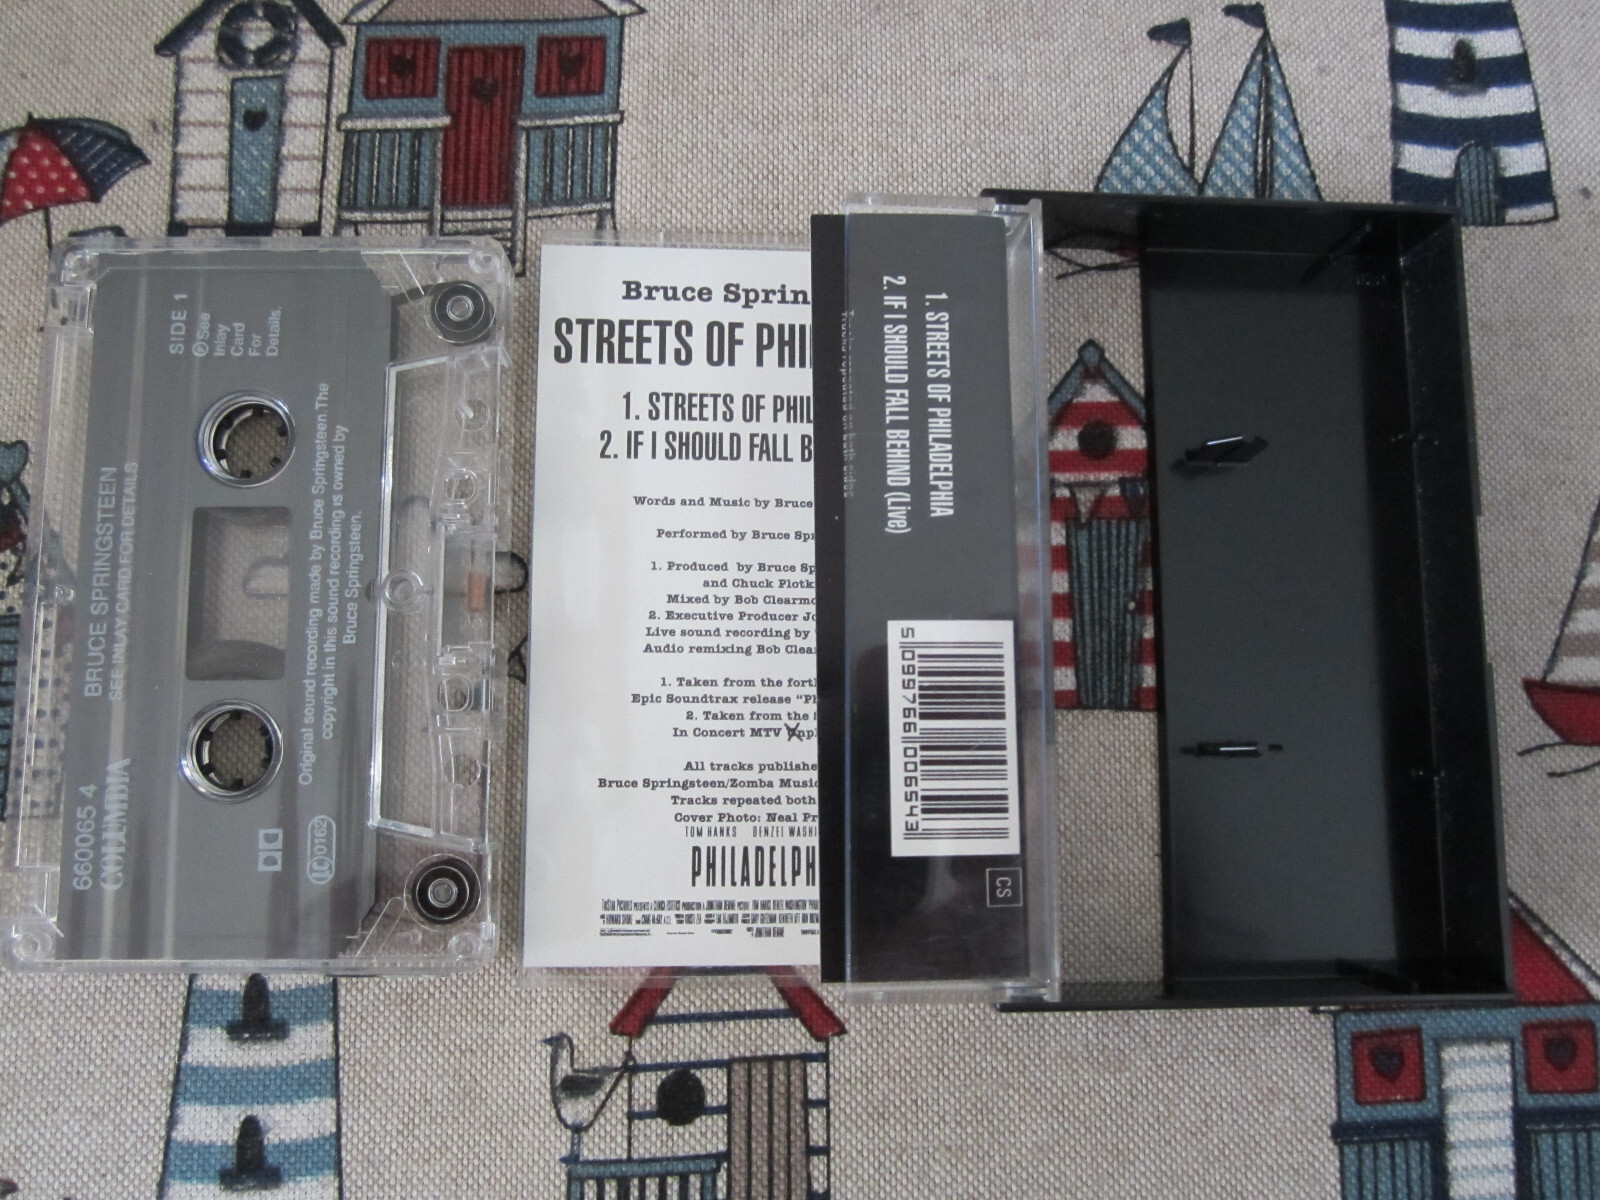 SIDE 1
Ⓟ See
Inlay
Card
For
Details.
BRUCE SPRINGSTEEN
SEE INLAY CARD FOR DETAILS
660065 4
COLUMBIA
Original sound recording made by Bruce Springsteen.The
copyright in this sound recording is owned by
Bruce Springsteen.
LC 0162
Bruce Sprin
STREETS OF PHI
1. STREETS OF PHIL
2. IF I SHOULD FALL B
Words and Music by Bruce
Performed by Bruce Spr
1. Produced by Bruce Sp
and Chuck Plotk
Mixed by Bob Clearmo
2. Executive Producer Jo
Live sound recording by
Audio remixing Bob Clea
1. Taken from the fort
Epic Soundtrax release "Ph
2. Taken from the
In Concert MTV
All tracks publishe
Bruce Springsteen/Zomba Music
Tracks repeated both
Cover Photo: Neal Pr
TOM HANKS DENZEL WASHI
PHILADELPH
1. STREETS OF PHILADELPHIA
2. IF I SHOULD FALL BEHIND (Live)
Tracks repeated on both sides
5 099766 006543
CS